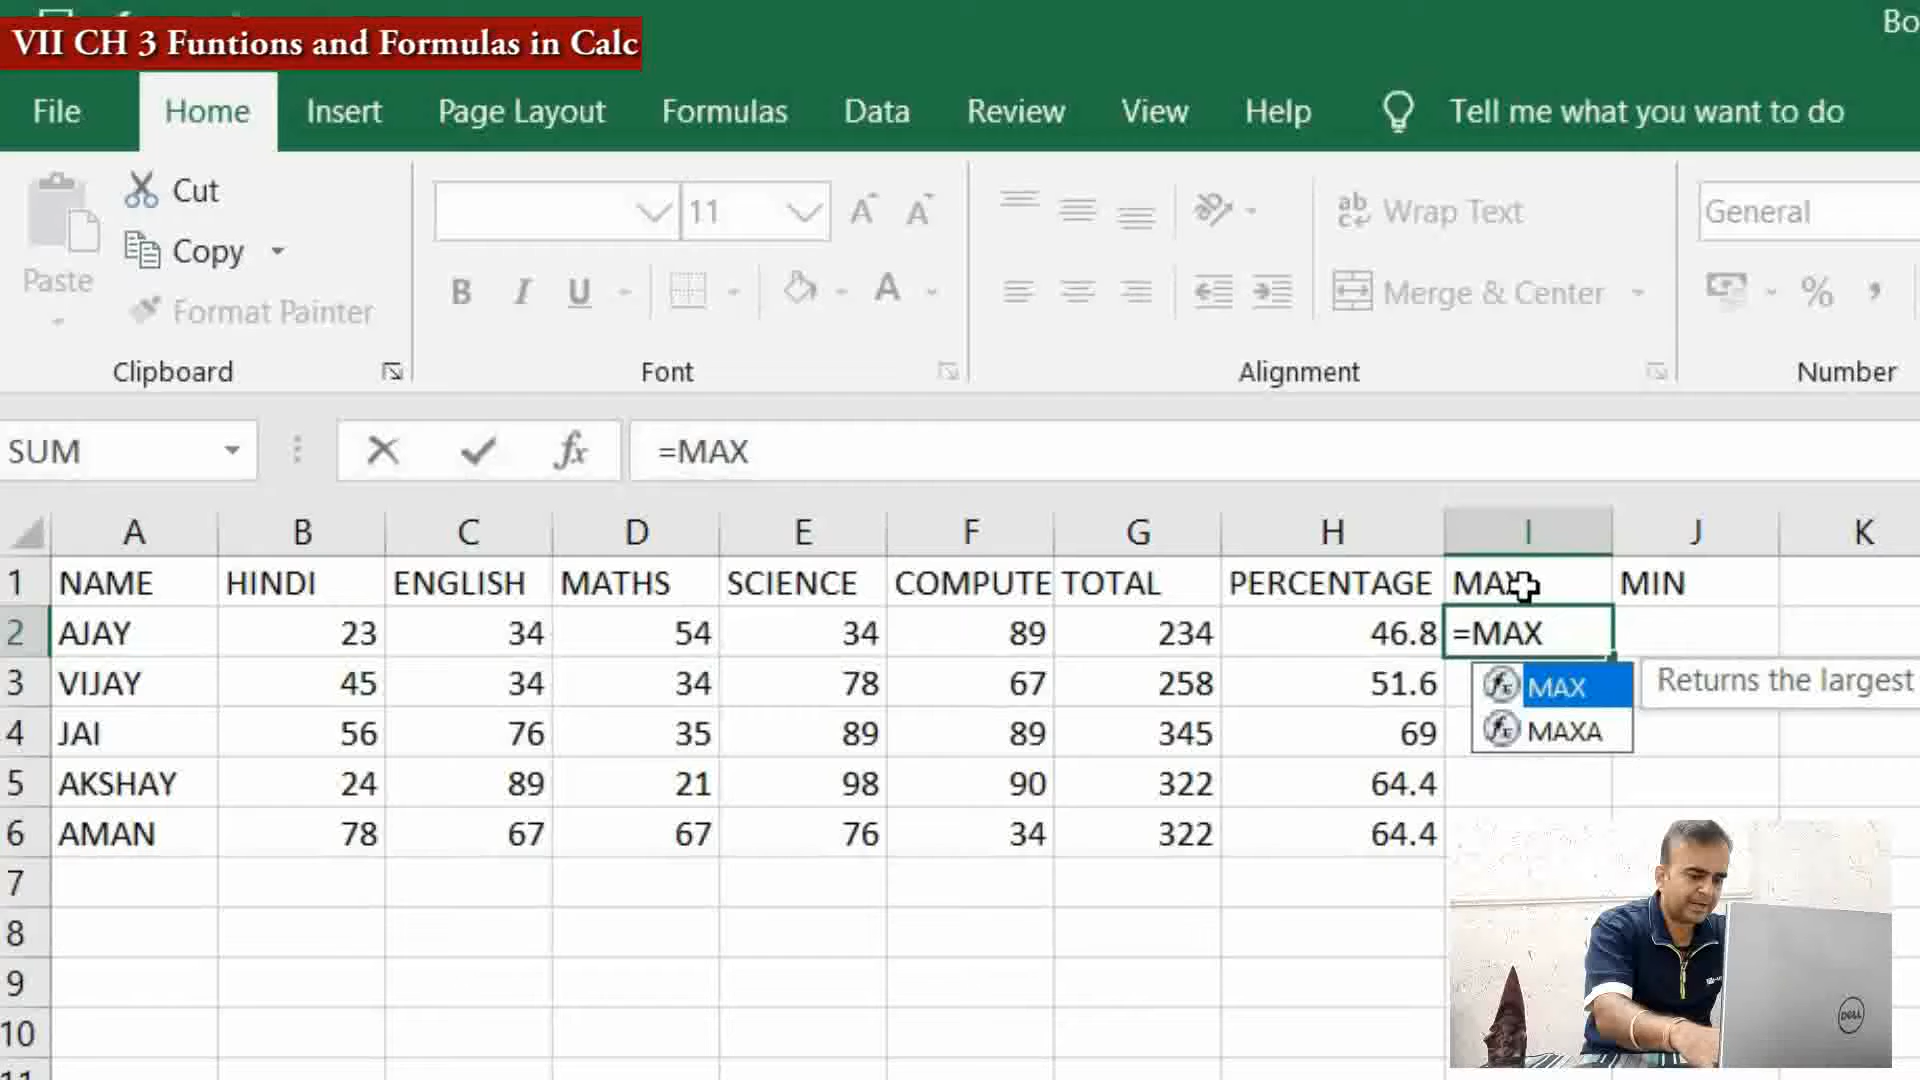 Bo
VII CH 3 Funtions and Formulas in Calc
File Home Insert Page Layout Formulas Data Review View Help Tell me what you want to do
Cut
Copy
Paste
Format Painter
11
B I U
A A A
ab Wrap Text
Merge & Center
General
% ,
Clipboard Font Alignment Number
SUM fx =MAX
A B C D E F G H I J K
1 NAME HINDI ENGLISH MATHS SCIENCE COMPUTE TOTAL PERCENTAGE MAX MIN
2 AJAY 23 34 54 34 89 234 46.8 =MAX
3 VIJAY 45 34 34 78 67 258 51.6
4 JAI 56 76 35 89 89 345 69
5 AKSHAY 24 89 21 98 90 322 64.4
6 AMAN 78 67 67 76 34 322 64.4
7
8
9
10
11
fx MAX Returns the largest
fx MAXA
DELL